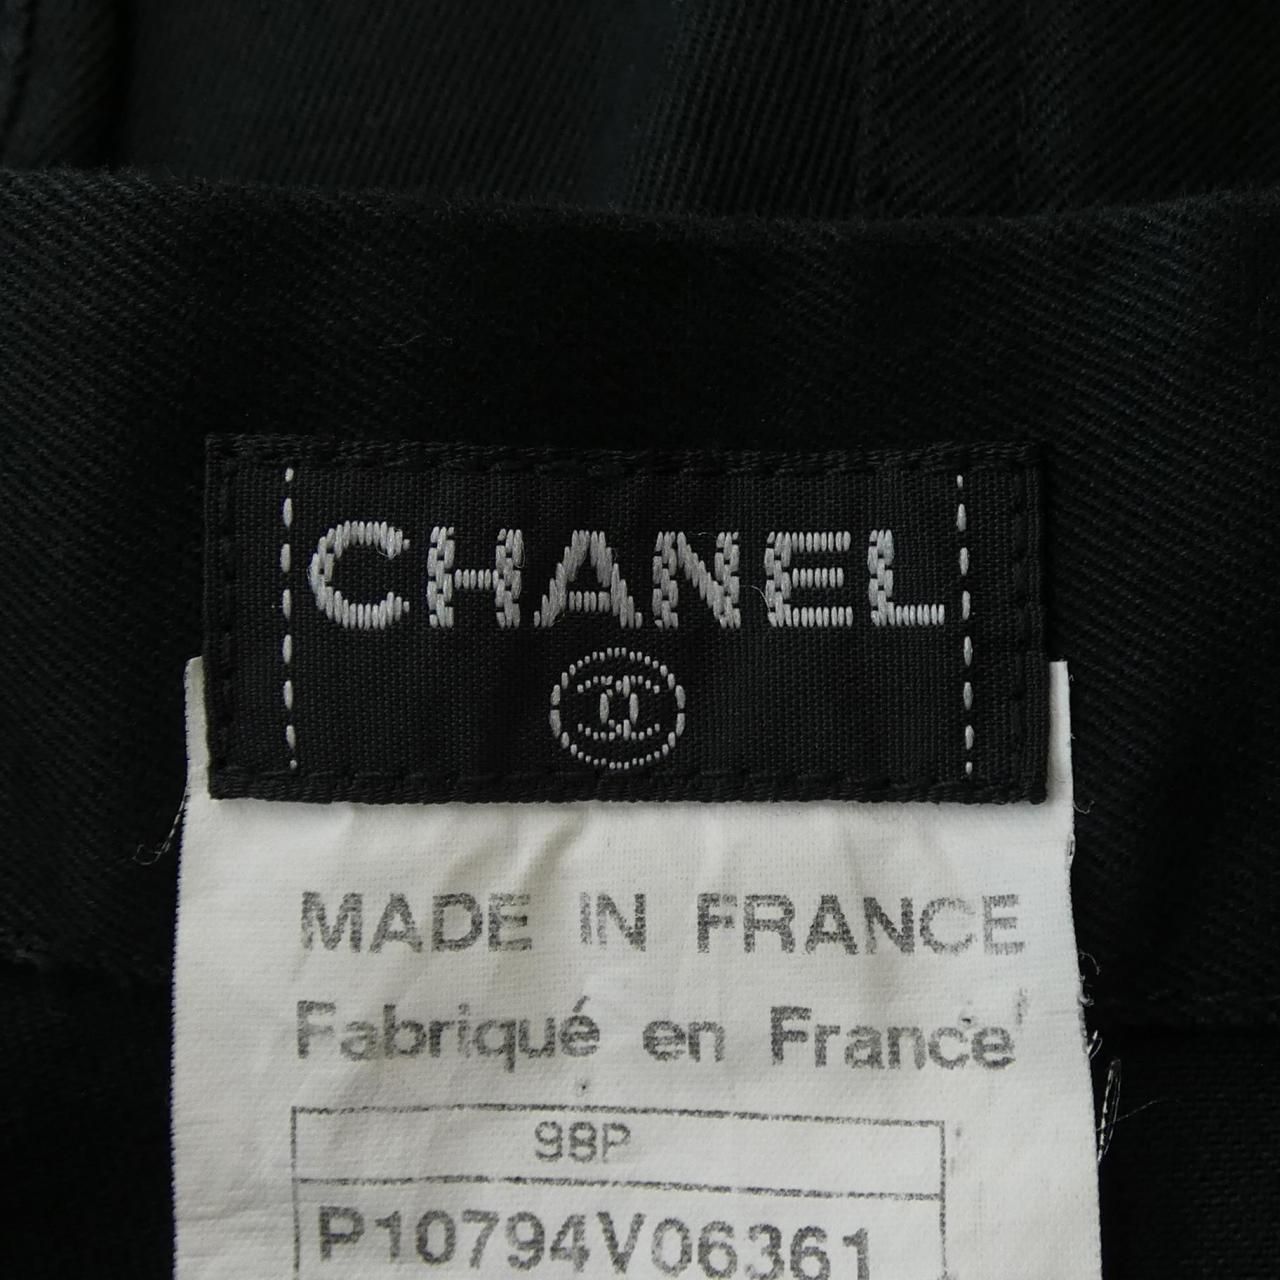 CHANEL
MADE IN FRANCE
Fabriqué en France
98P
P10794V06361